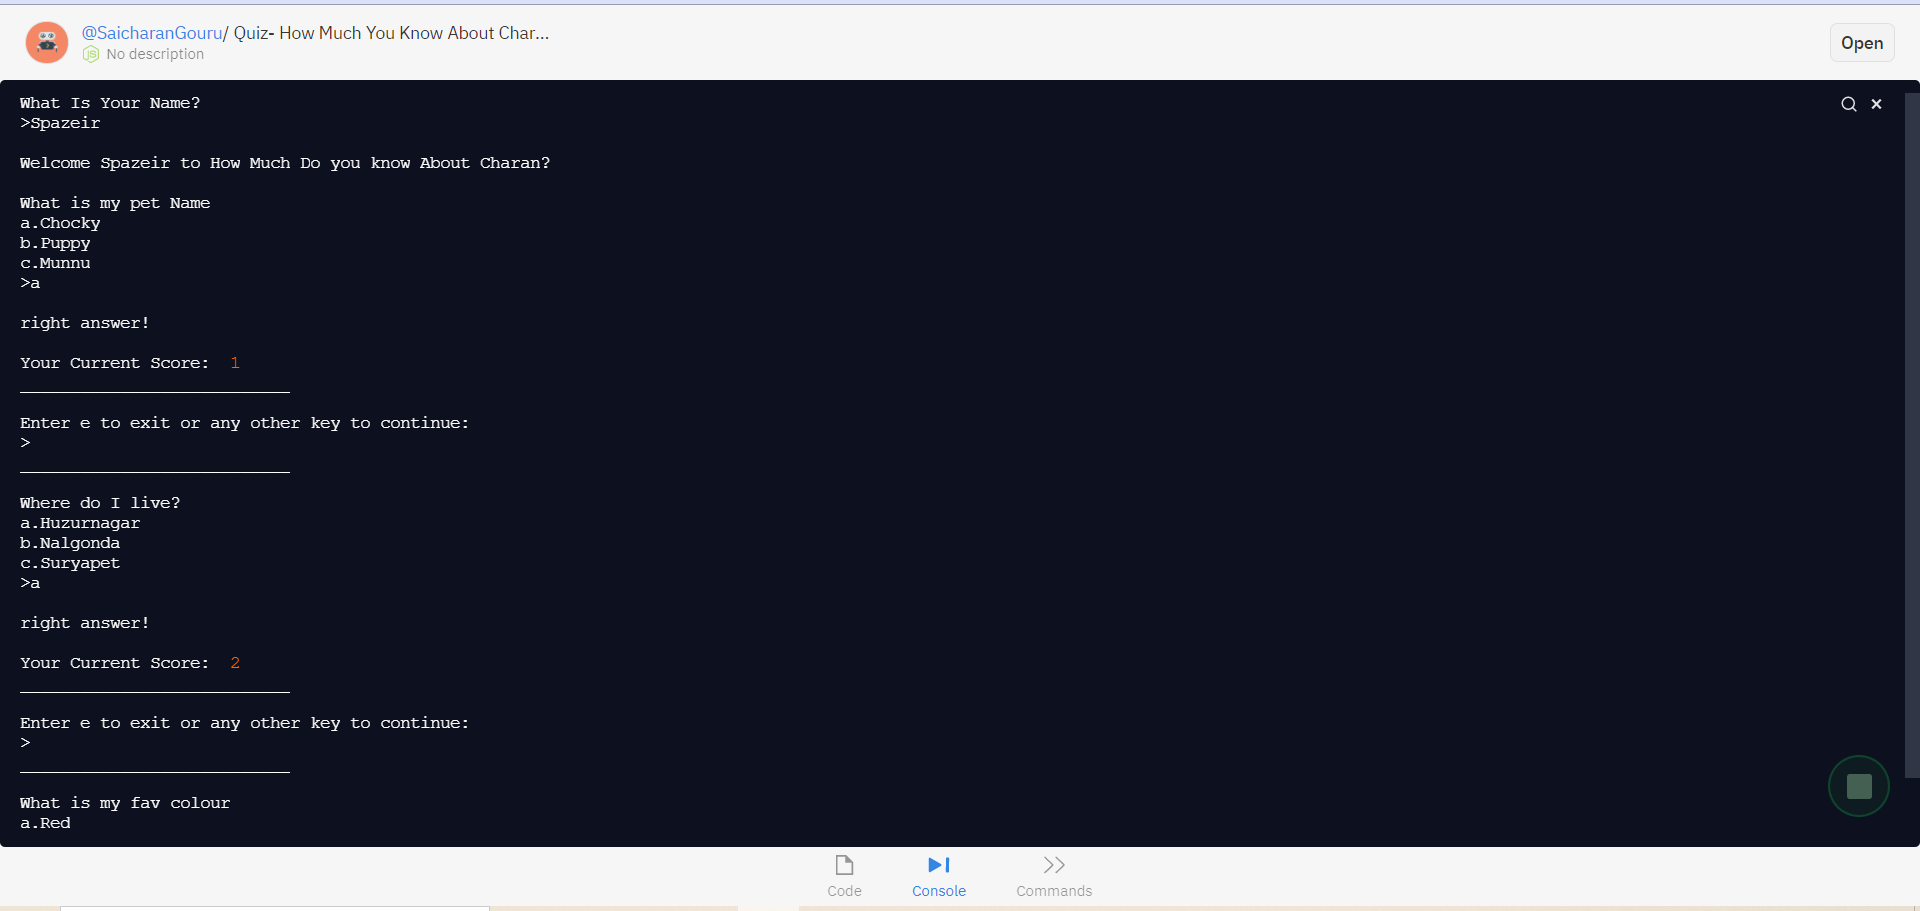 @SaicharanGouru/ Quiz- How Much You Know About Char...
No description
Open
What Is Your Name?
>Spazeir
Welcome Spazeir to How Much Do you know About Charan?
What is my pet Name
a.Chocky
b.Puppy
c.Munnu
>a
right answer!
Your Current Score:  1
___________________________
Enter e to exit or any other key to continue:
>
___________________________
Where do I live?
a.Huzurnagar
b.Nalgonda
c.Suryapet
>a
right answer!
Your Current Score:  2
___________________________
Enter e to exit or any other key to continue:
>
___________________________
What is my fav colour
a.Red
Code
Console
Commands